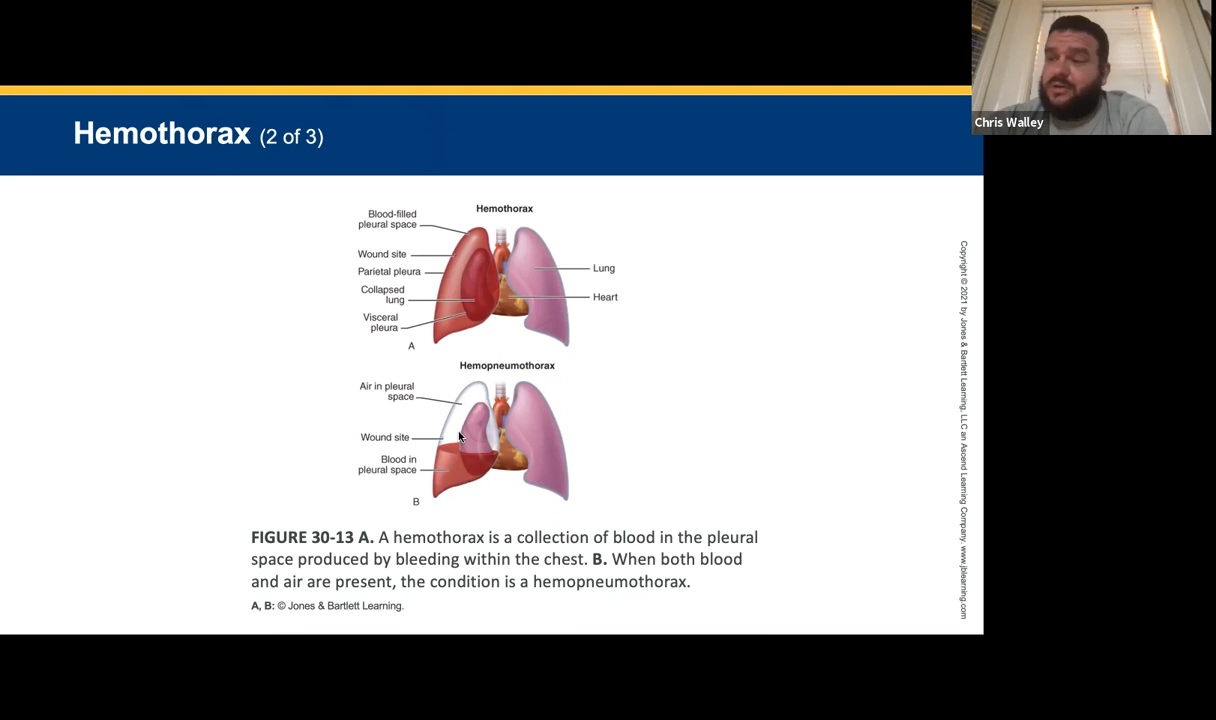 Chris Walley
Hemothorax (2 of 3)
Hemothorax
Blood-filled
pleural space
Wound site
Parietal pleura
Collapsed
lung
Visceral
pleura
Lung
Heart
A
Hemopneumothorax
Air in pleural
space
Wound site
Blood in
pleural space
B
FIGURE 30-13 A. A hemothorax is a collection of blood in the pleural
space produced by bleeding within the chest. B. When both blood
and air are present, the condition is a hemopneumothorax.
A, B: © Jones & Bartlett Learning.
Copyright © 2021 by Jones & Bartlett Learning, LLC an Ascend Learning Company. www.jblearning.com